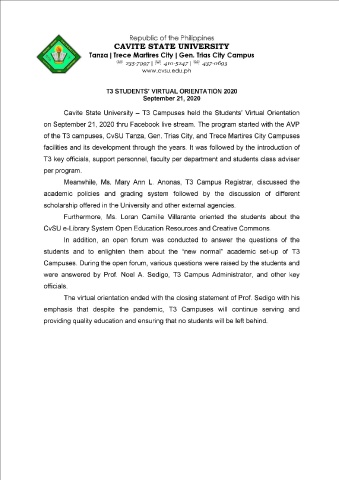 Republic of the Philippines
CAVITE STATE UNIVERSITY
Tanza | Trece Martires City | Gen. Trias City Campus
☏ 235-7997 | ☏ 410-5247 | ☏ 437-0693
www.cvsu.edu.ph
T3 STUDENTS' VIRTUAL ORIENTATION 2020
September 21, 2020
Cavite State University – T3 Campuses held the Students' Virtual Orientation
on September 21, 2020 thru Facebook live stream. The program started with the AVP
of the T3 campuses, CvSU Tanza, Gen. Trias City, and Trece Martires City Campuses
facilities and its development through the years. It was followed by the introduction of
T3 key officials, support personnel, faculty per department and students class adviser
per program.
Meanwhile, Ms. Mary Ann L. Anonas, T3 Campus Registrar, discussed the
academic policies and grading system followed by the discussion of different
scholarship offered in the University and other external agencies.
Furthermore, Ms. Loran Camille Villarante oriented the students about the
CvSU e-Library System Open Education Resources and Creative Commons
In addition, an open forum was conducted to answer the questions of the
students and to enlighten them about the "new normal" academic set-up of T3
Campuses. During the open forum, various questions were raised by the students and
were answered by Prof. Noel A. Sedigo, T3 Campus Administrator, and other key
officials.
The virtual orientation ended with the closing statement of Prof. Sedigo with his
emphasis that despite the pandemic, T3 Campuses will continue serving and
providing quality education and ensuring that no students will be left behind.